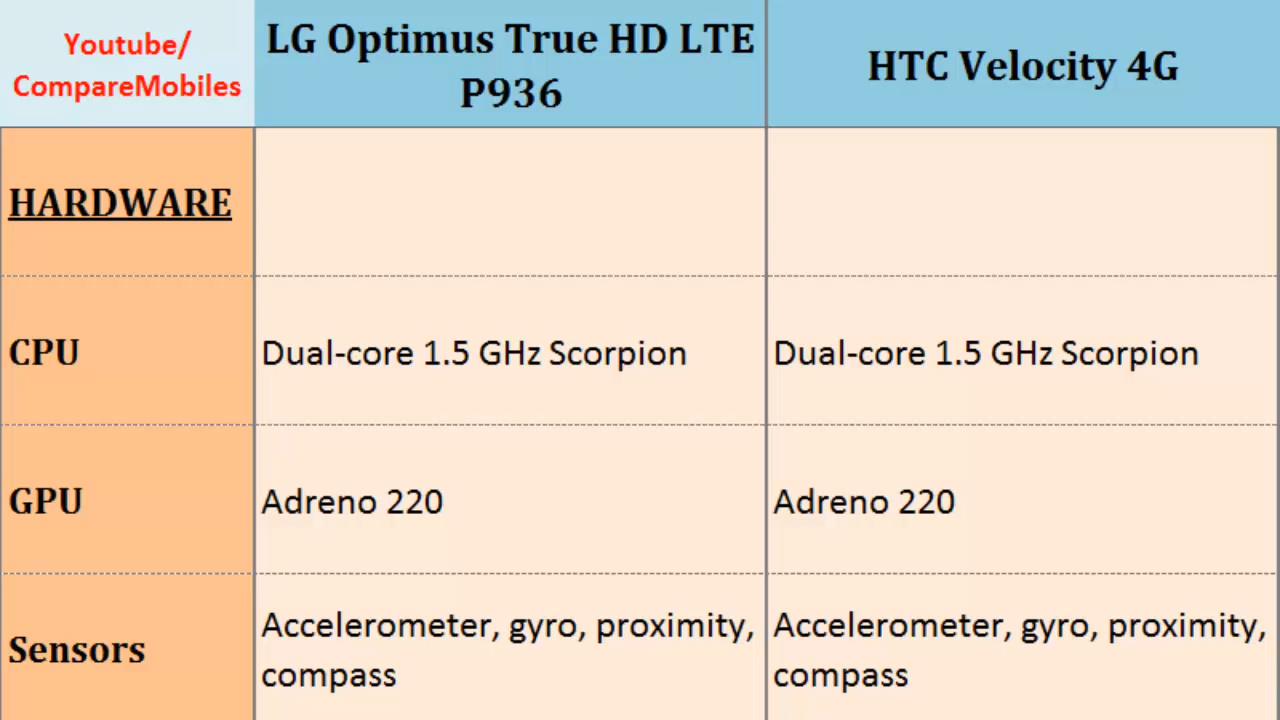 Youtube/
CompareMobiles
LG Optimus True HD LTE
P936
HTC Velocity 4G
HARDWARE
CPU
Dual-core 1.5 GHz Scorpion
Dual-core 1.5 GHz Scorpion
GPU
Adreno 220
Adreno 220
Sensors
Accelerometer, gyro, proximity,
compass
Accelerometer, gyro, proximity,
compass